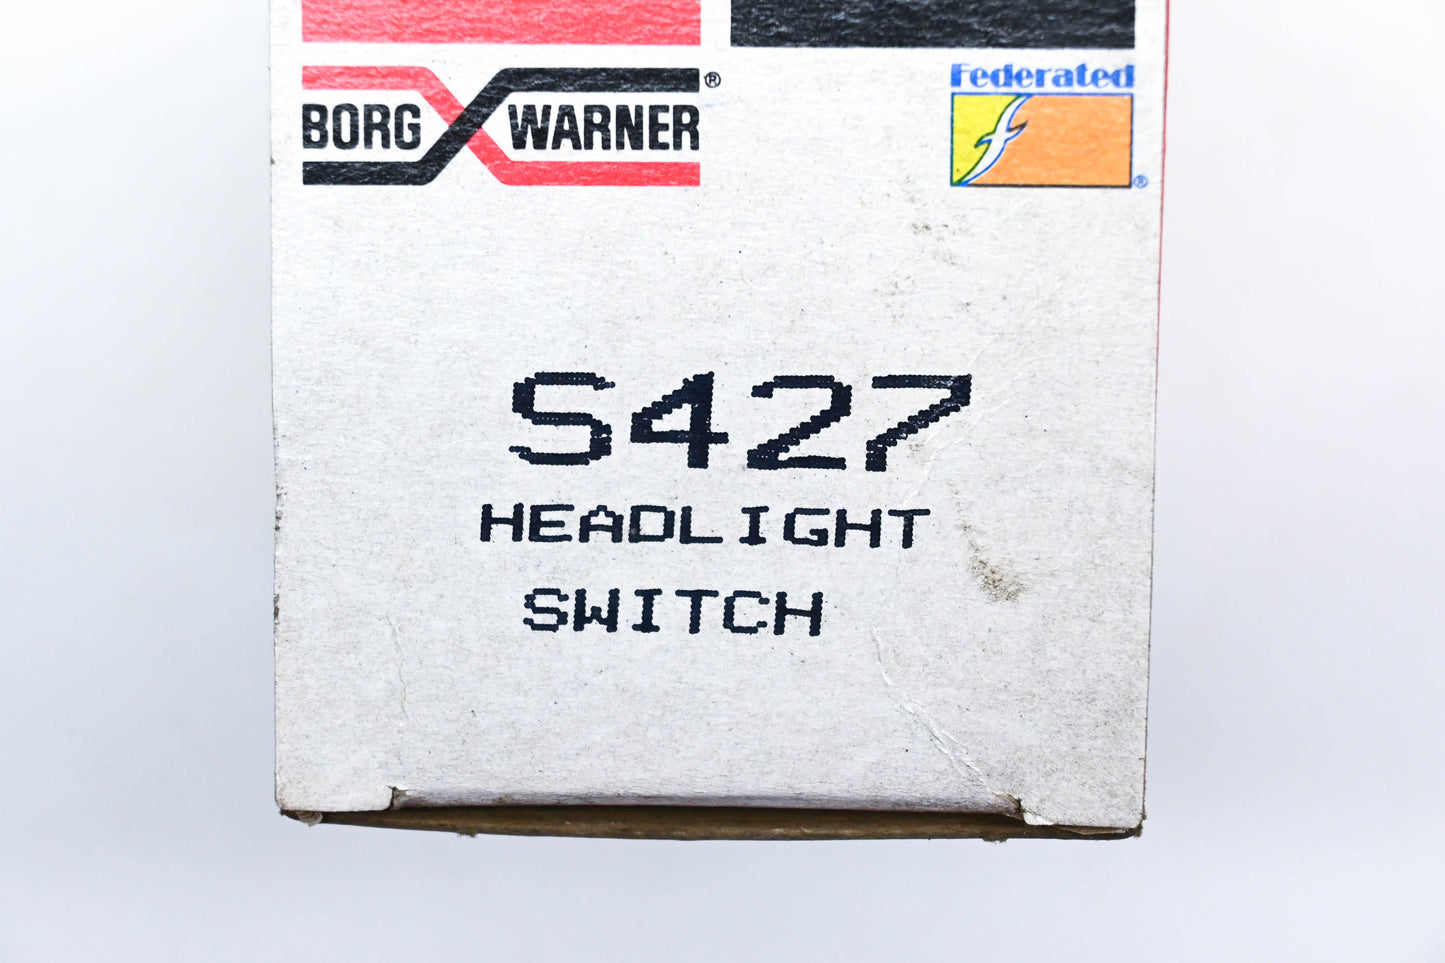 BORG WARNER ®
Federated ®
S427
HEADLIGHT
SWITCH